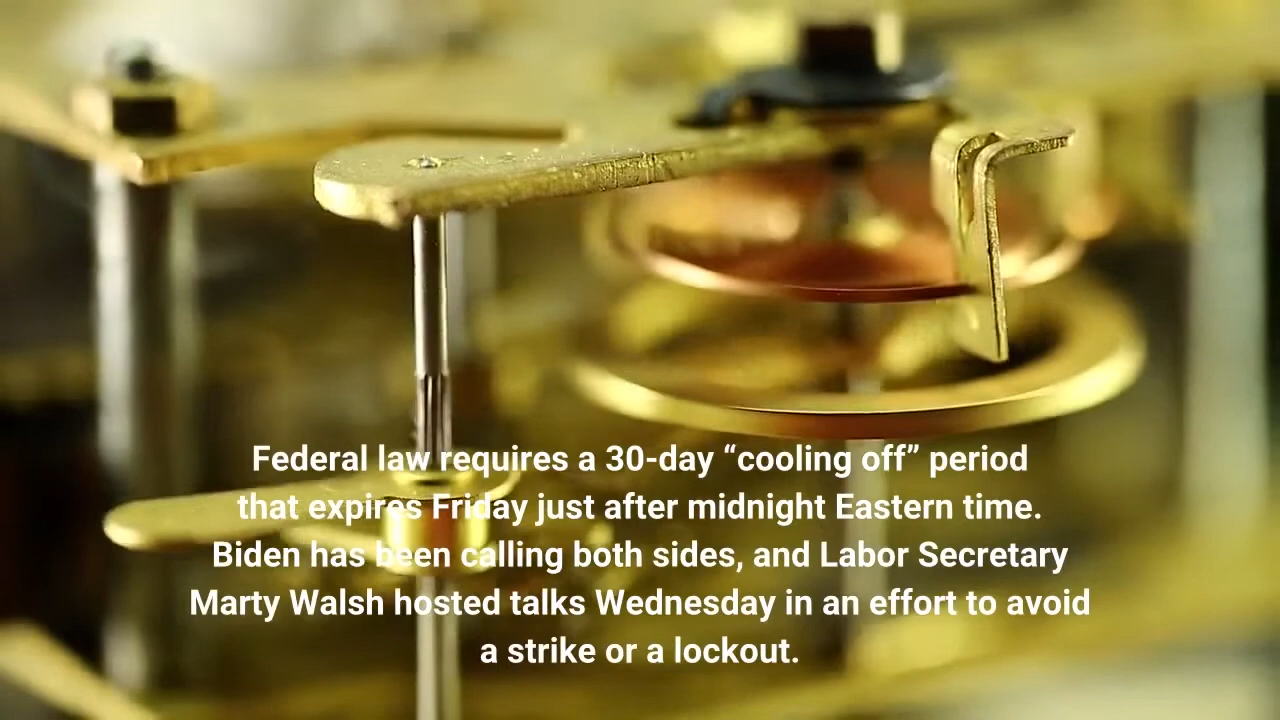 Federal law requires a 30-day “cooling off” period
that expires Friday just after midnight Eastern time.
Biden has been calling both sides, and Labor Secretary
Marty Walsh hosted talks Wednesday in an effort to avoid
a strike or a lockout.